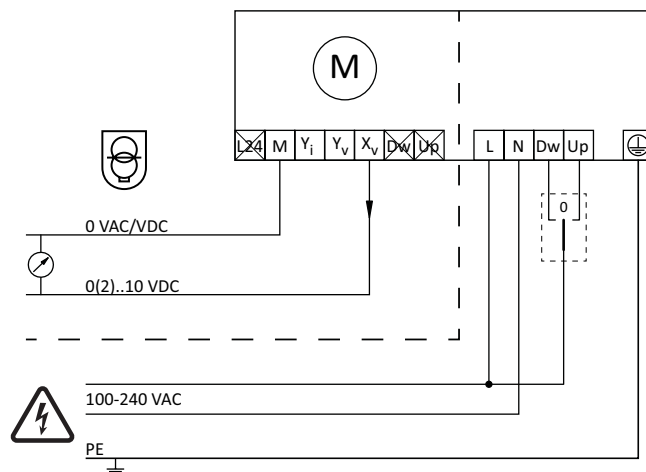 M
L24 M Yi Yv Xv Dw Up L N Dw Up
0
0 VAC/VDC
0(2)..10 VDC
100-240 VAC
PE